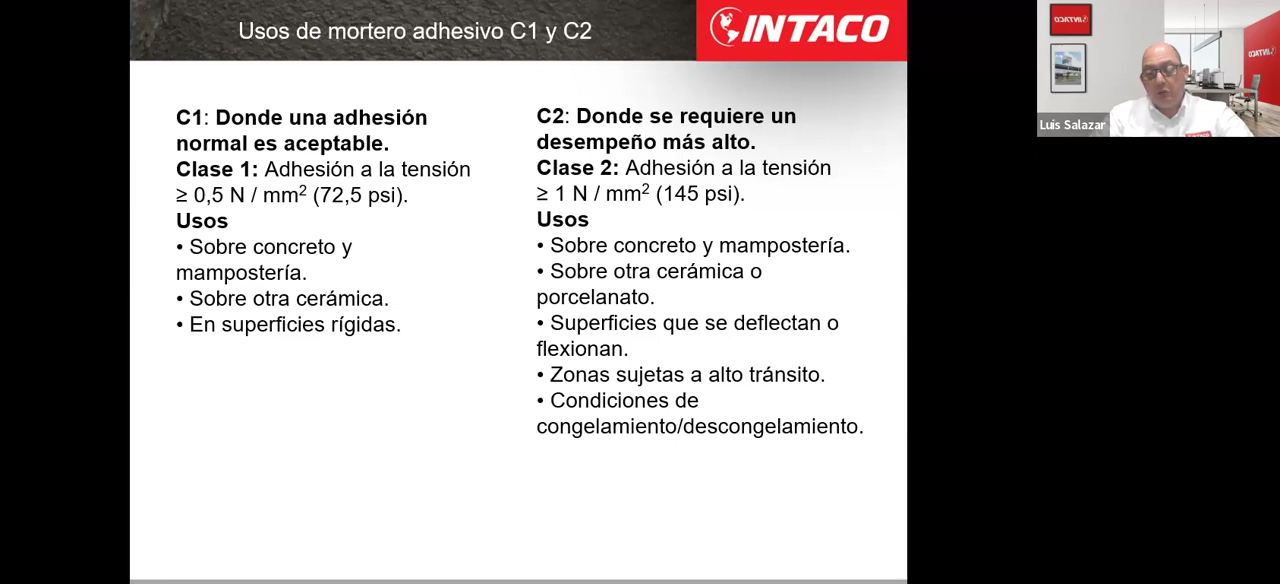 Usos de mortero adhesivo C1 y C2
INTACO
C1: Donde una adhesión
normal es aceptable.
Clase 1: Adhesión a la tensión
≥ 0,5 N / mm² (72,5 psi).
Usos
• Sobre concreto y
mampostería.
• Sobre otra cerámica.
• En superficies rígidas.
C2: Donde se requiere un
desempeño más alto.
Clase 2: Adhesión a la tensión
≥ 1 N / mm² (145 psi).
Usos
• Sobre concreto y mampostería.
• Sobre otra cerámica o
porcelanato.
• Superficies que se deflectan o
flexionan.
• Zonas sujetas a alto tránsito.
• Condiciones de
congelamiento/descongelamiento.
INTACO
INTACO
Luis Salazar